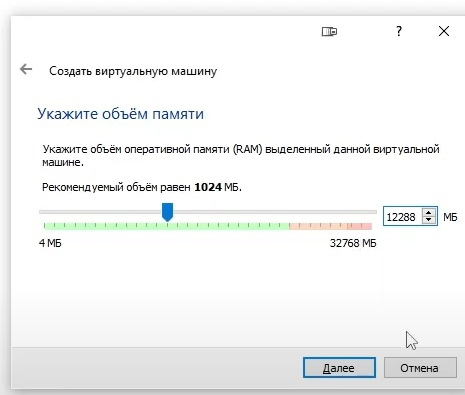 ?
Создать виртуальную машину
Укажите объём памяти
Укажите объём оперативной памяти (RAM) выделенный данной виртуальной
машине.
Рекомендуемый объём равен 1024 МБ.
12288 МБ
4 МБ 32768 МБ
Далее Отмена